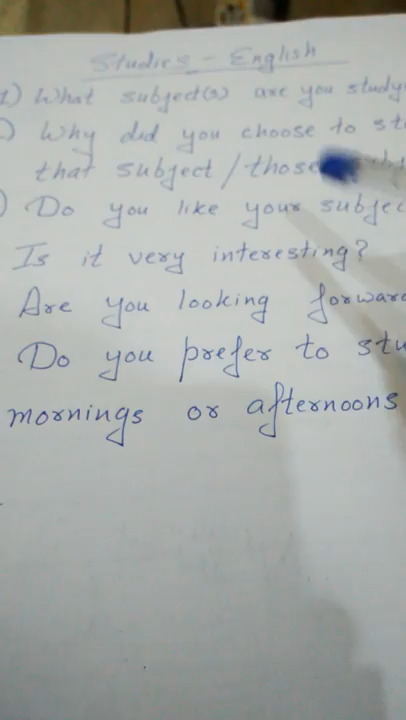 Studies - English
1) What subject(s) are you study
Why did you choose to st
that subject / those
) Do you like your subjec
Is it very interesting?
Are you looking forward
Do you prefer to stu
mornings or afternoons